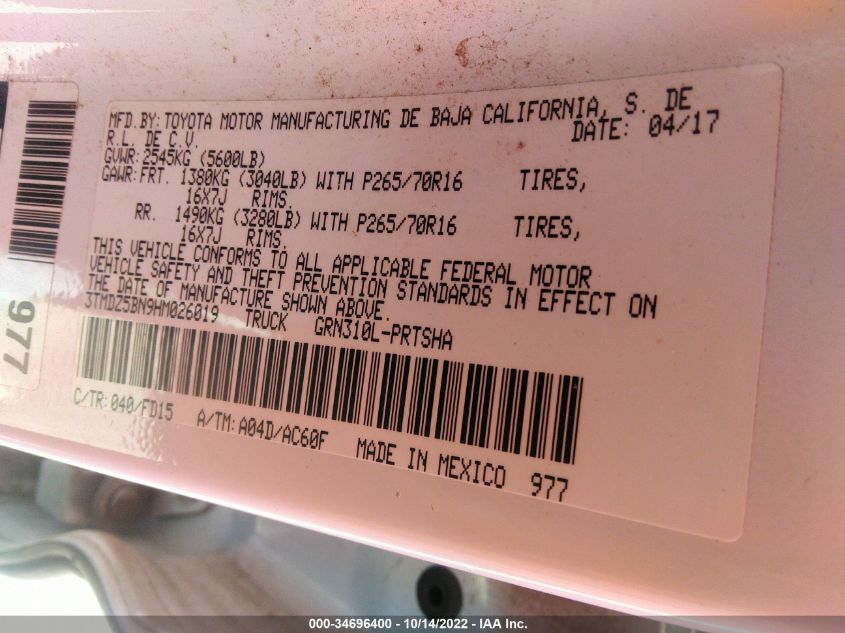 MFD.BY: TOYOTA MOTOR MANUFACTURING DE BAJA CALIFORNIA, S. DE
R.L. DE C.V. DATE: 04/17
GVWR: 2545KG (5600LB)
GAWR: FRT. 1380KG (3040LB) WITH P265/70R16 TIRES,
16X7J RIMS.
RR. 1490KG (3280LB) WITH P265/70R16 TIRES,
16X7J RIMS.
THIS VEHICLE CONFORMS TO ALL APPLICABLE FEDERAL MOTOR
VEHICLE SAFETY AND THEFT PREVENTION STANDARDS IN EFFECT ON
THE DATE OF MANUFACTURE SHOWN ABOVE.
3TMDZ5BN9HM026019 TRUCK GRN310L-PRTSHA
C/TR: 040/FD15 A/TM: A04D/AC60F MADE IN MEXICO 977
977
000-34696400 - 10/14/2022 - IAA Inc.